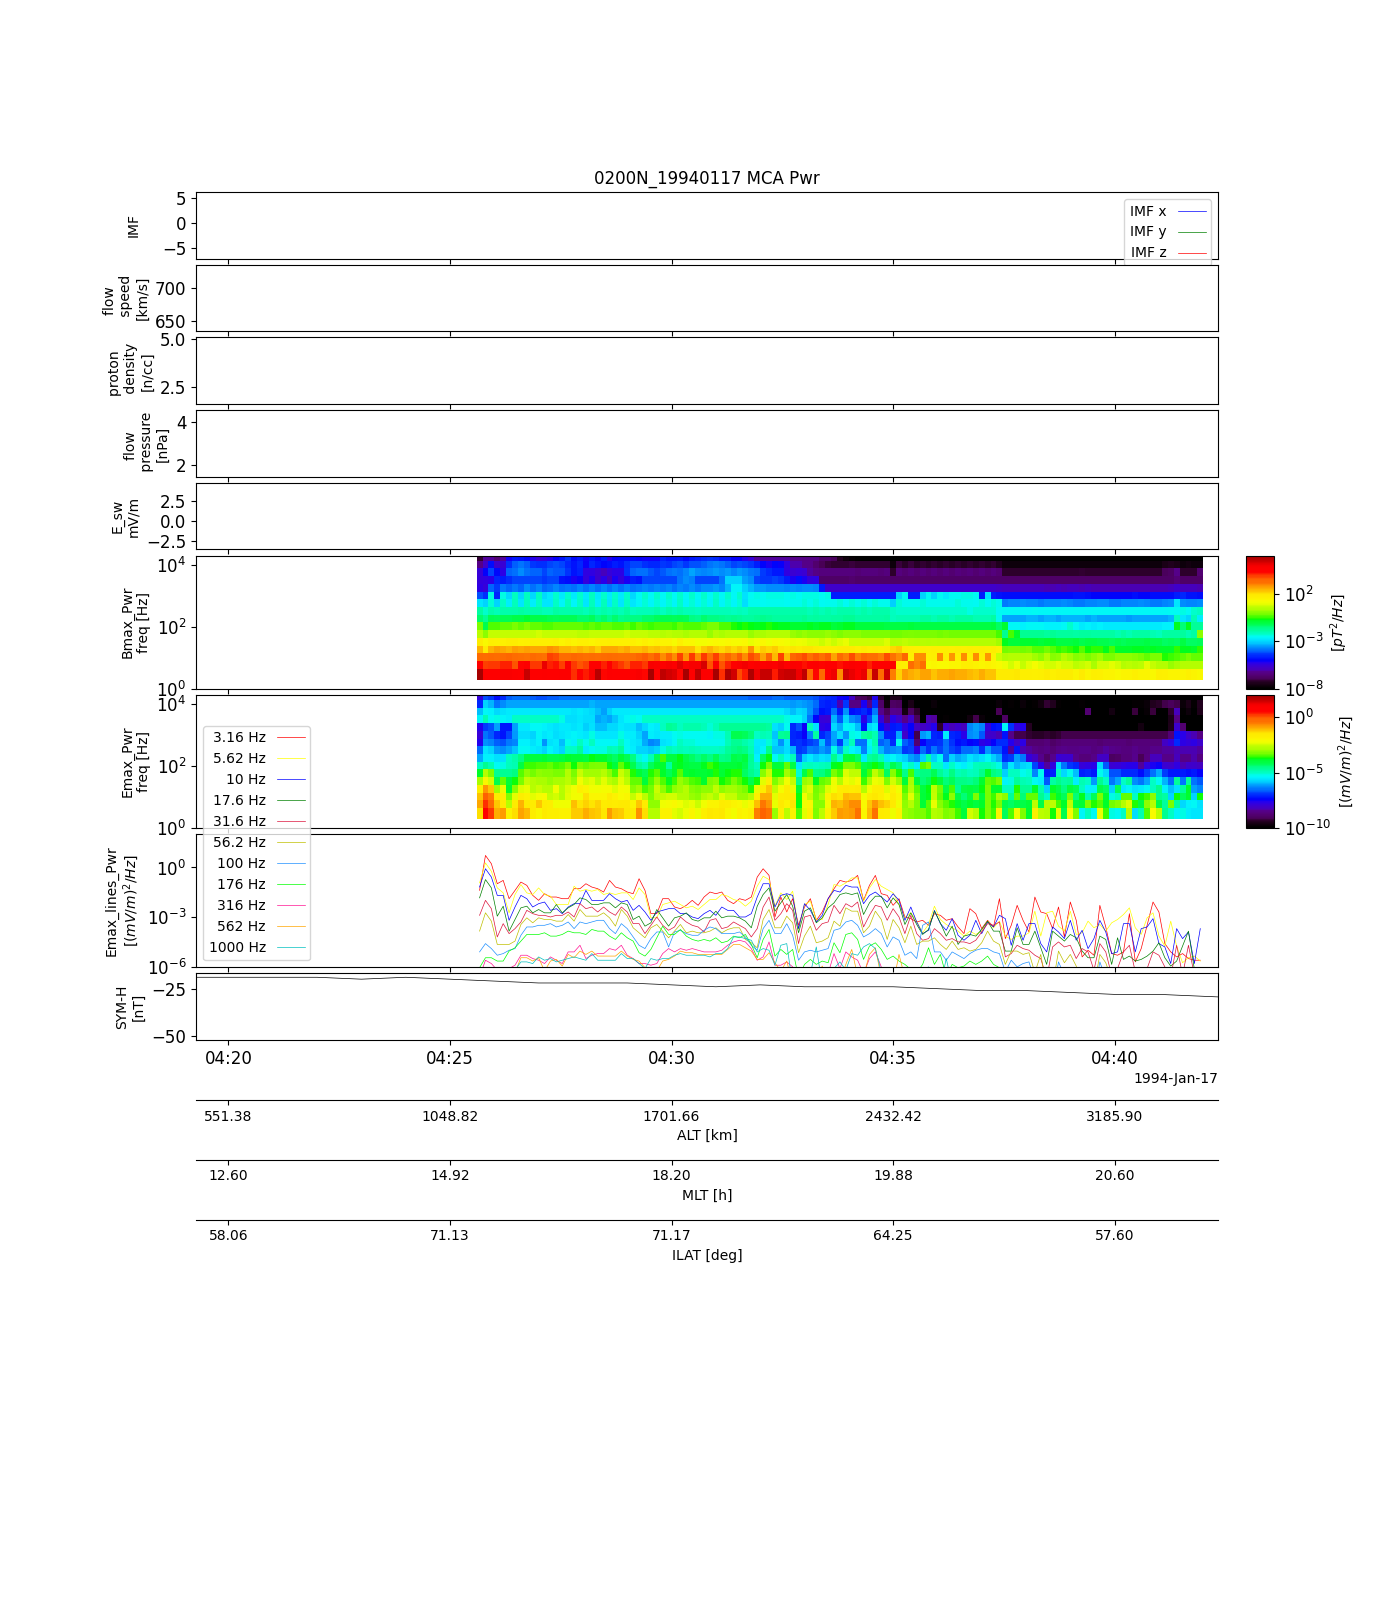 0200N_19940117 MCA Pwr
5
0
−5
IMF
IMF x
IMF y
IMF z
700
650
flow
speed
[km/s]
5.0
2.5
proton
density
[n/cc]
4
2
flow
pressure
[nPa]
2.5
0.0
−2.5
E_sw
mV/m
10^4
10^2
10^0
Bmax_Pwr
freq [Hz]
10^2
10^−3
10^−8
[pT^2/Hz]
10^4
10^2
10^0
Emax_Pwr
freq [Hz]
10^0
10^−5
10^−10
[(mV/m)^2/Hz]
3.16 Hz
5.62 Hz
10 Hz
17.6 Hz
31.6 Hz
56.2 Hz
100 Hz
176 Hz
316 Hz
562 Hz
1000 Hz
10^0
10^−3
10^−6
Emax_lines_Pwr
[(mV/m)^2/Hz]
−25
−50
SYM-H
[nT]
04:20 04:25 04:30 04:35 04:40
1994-Jan-17
551.38 1048.82 1701.66 2432.42 3185.90
ALT [km]
12.60 14.92 18.20 19.88 20.60
MLT [h]
58.06 71.13 71.17 64.25 57.60
ILAT [deg]